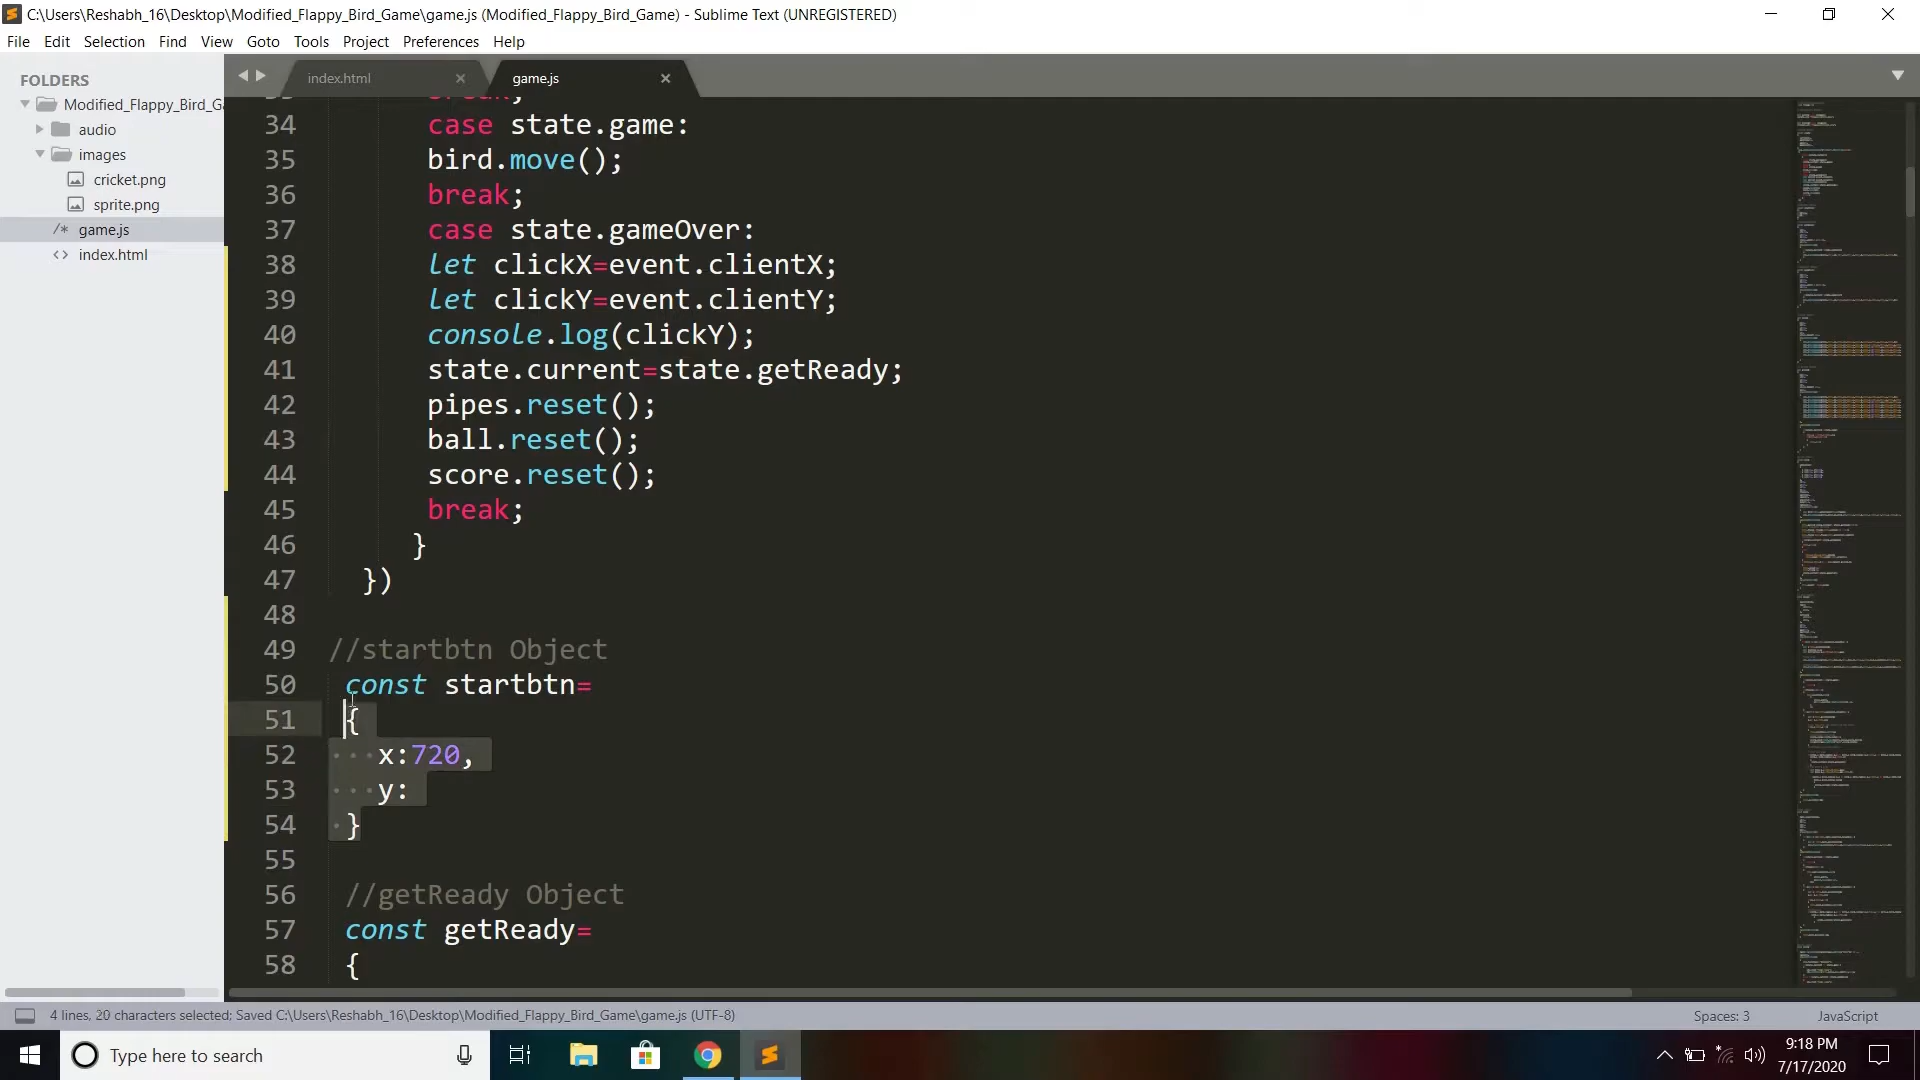 C:\Users\Reshabh_16\Desktop\Modified_Flappy_Bird_Game\game.js (Modified_Flappy_Bird_Game) - Sublime Text (UNREGISTERED)
File Edit Selection Find View Goto Tools Project Preferences Help
FOLDERS
Modified_Flappy_Bird_G
audio
images
cricket.png
sprite.png
/* game.js
<> index.html
index.html
game.js
34 case state.game:
35 bird.move();
36 break;
37 case state.gameOver:
38 let clickX=event.clientX;
39 let clickY=event.clientY;
40 console.log(clickY);
41 state.current=state.getReady;
42 pipes.reset();
43 ball.reset();
44 score.reset();
45 break;
46 }
47 })
48
49 //startbtn Object
50 const startbtn=
51 {
52 x:720,
53 y:
54 }
55
56 //getReady Object
57 const getReady=
58 {
4 lines, 20 characters selected; Saved C:\Users\Reshabh_16\Desktop\Modified_Flappy_Bird_Game\game.js (UTF-8)
Spaces: 3
JavaScript
Type here to search
9:18 PM
7/17/2020